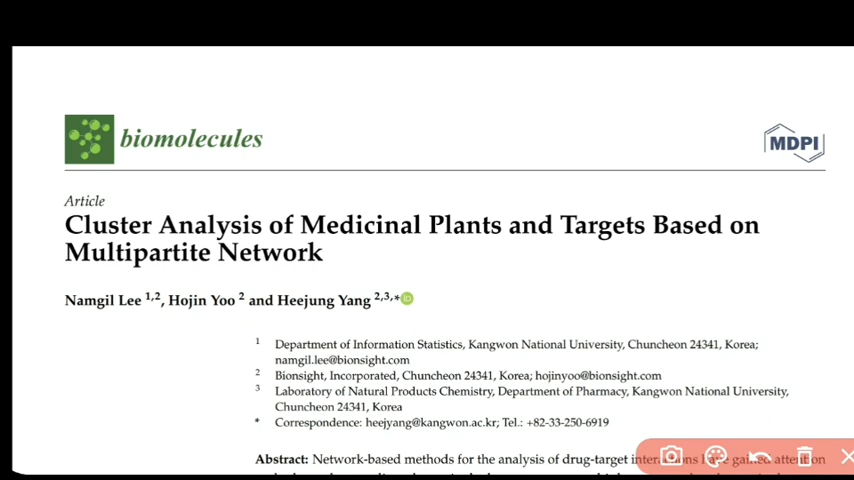 biomolecules
MDPI
Article
Cluster Analysis of Medicinal Plants and Targets Based on
Multipartite Network
Namgil Lee 1,2, Hojin Yoo 2 and Heejung Yang 2,3,*
1 Department of Information Statistics, Kangwon National University, Chuncheon 24341, Korea;
namgil.lee@bionsight.com
2 Bionsight, Incorporated, Chuncheon 24341, Korea; hojinyoo@bionsight.com
3 Laboratory of Natural Products Chemistry, Department of Pharmacy, Kangwon National University,
Chuncheon 24341, Korea
* Correspondence: heejyang@kangwon.ac.kr; Tel.: +82-33-250-6919
Abstract: Network-based methods for the analysis of drug-target interactions have gained attention